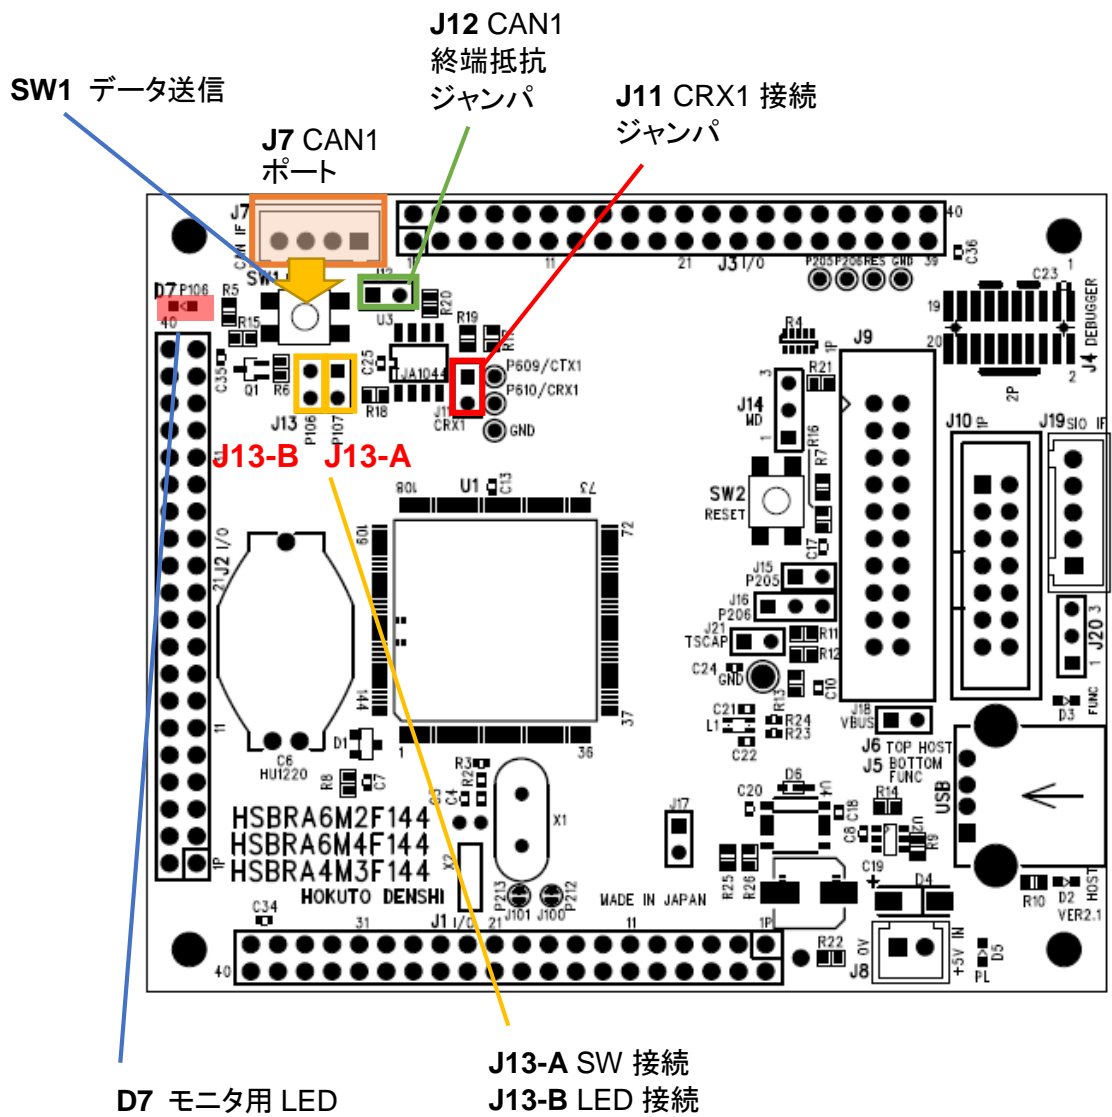 J12 CAN1
終端抵抗
ジャンパ
SW1 データ送信
J11 CRX1 接続
ジャンパ
J7 CAN1
ポート
J7
CAN IF
1P
11
21
J3 I/O
39
40
C36
P205 P206 RES GND
1
C23
19
20
J4 DEBUGGER
2P
2
SW1
J12
D7 P106
R5
40
R15
C35
Q1
R6
U3
R20
R19
R17
C25
TJA1044
R18
J13
P106
P107
J11
CRX1
P609/CTX1
P610/CRX1
GND
R4
1P
J9
R21
3
J14
MD
1
R16
R7
J10 1P
J19 SIO IF
J13-B J13-A
31
U1
C13
108
73
109
72
144
37
1
36
SW2
RESET
C17
J2 I/O
21
11
1P
J15
P205
J16
P206
J21
TSCAP
R11
R12
C24
GND
R13
C10
C21
L1
C22
R24
R23
J18
VBUS
3
J20
1
FUNC
D3
J6 TOP HOST
J5 BOTTOM
FUNC
USB
C6
HU1220
D1
R8
C7
R3
R2
C3
C4
X1
X2
HSBRA6M2F144
HSBRA6M4F144
HSBRA4M3F144
HOKUTO DENSHI
P213
J101
J100
P212
J17
C20
D6
U4
C18
R14
C8
U2
R9
C19
+
R25
R26
MADE IN JAPAN
D4
R10
D2
HOST
VER2.1
C34
40
31
J1 I/O
21
11
1P
R22
J8
0V
+5V IN
D5
PL
J13-A SW 接続
J13-B LED 接続
D7 モニタ用 LED